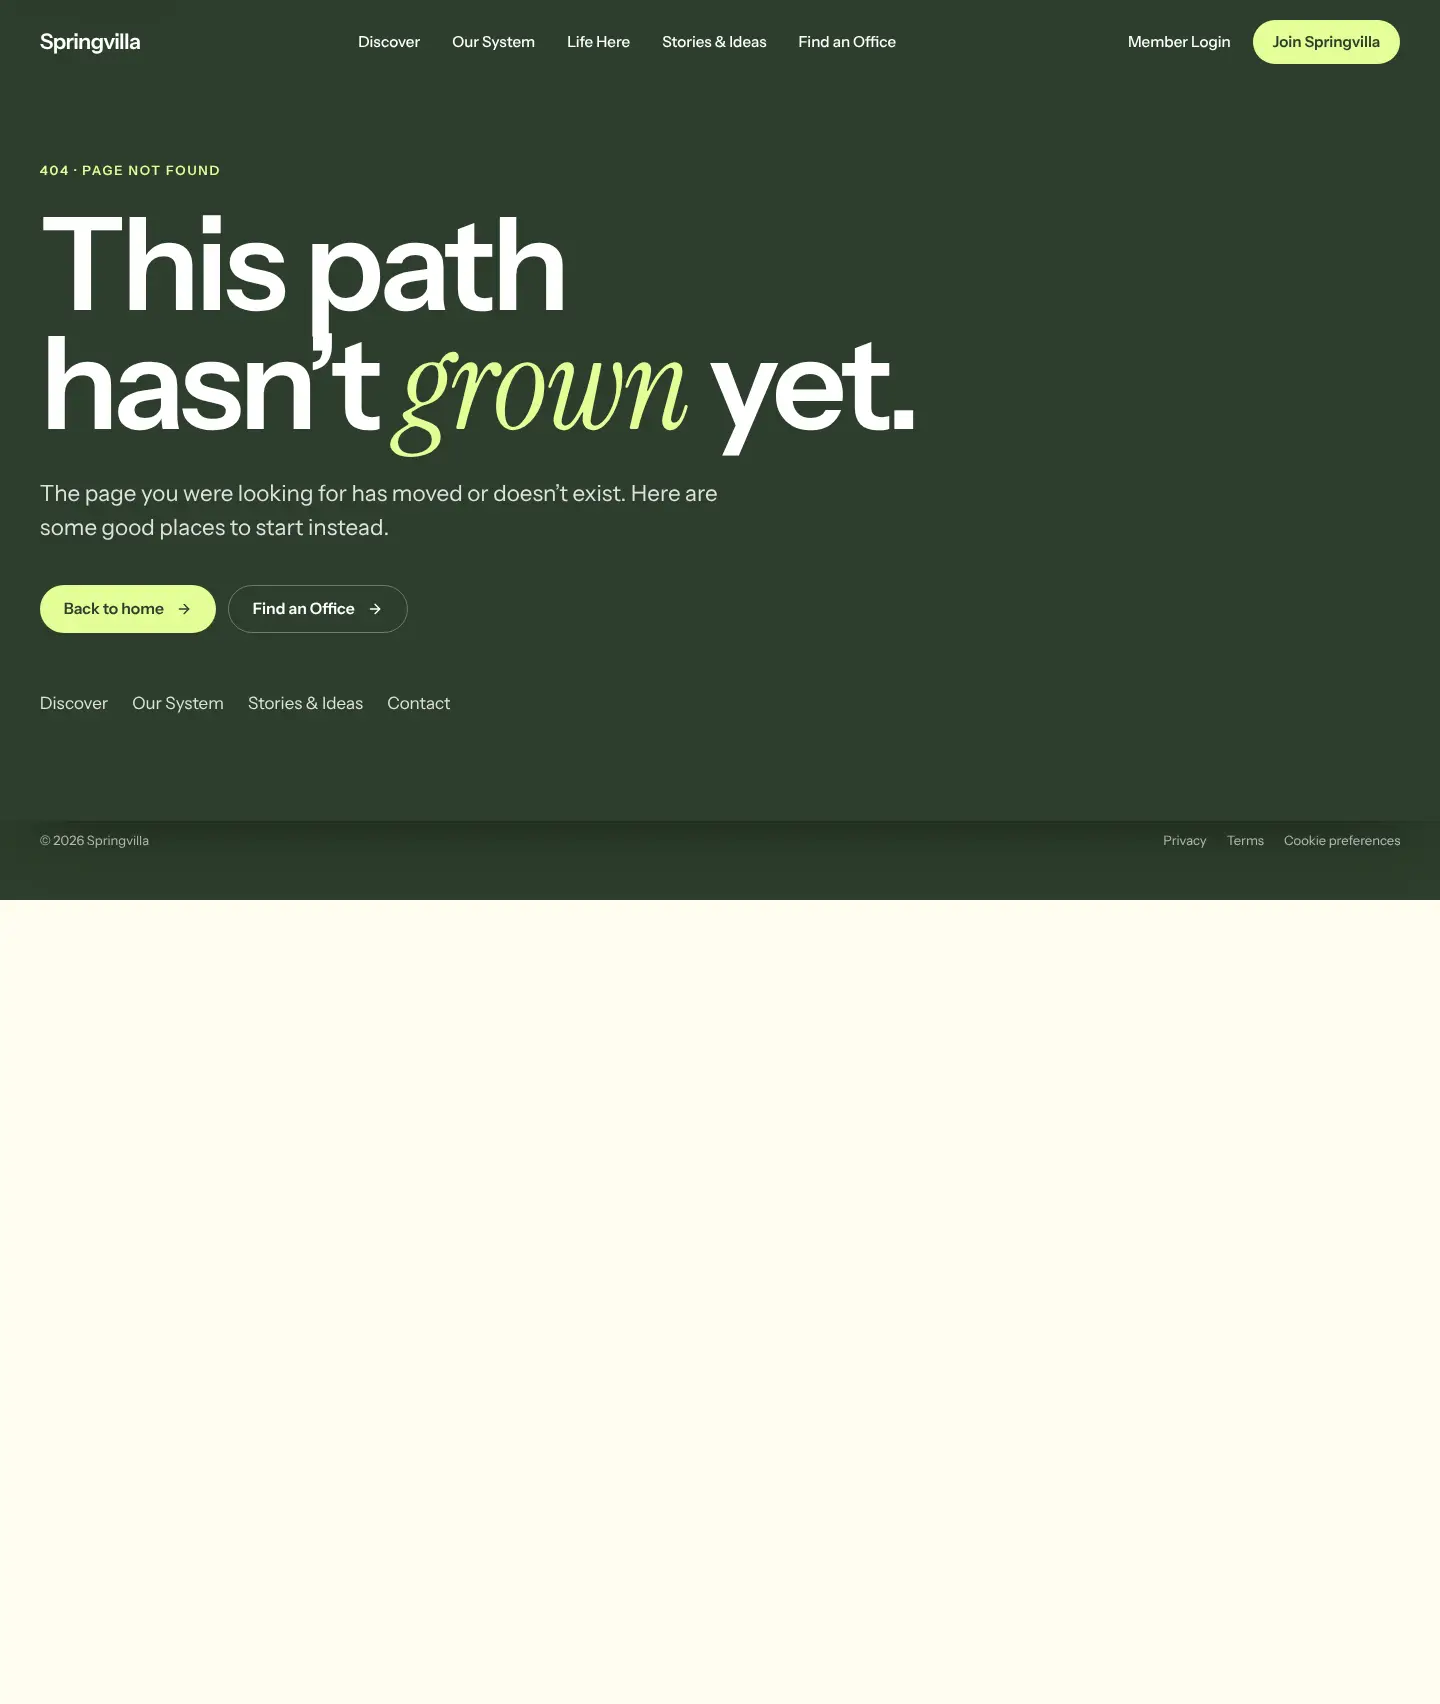 Springvilla
Discover Our System Life Here Stories & Ideas Find an Office
Member Login Join Springvilla
404 · PAGE NOT FOUND
This path
hasn’t grown yet.
The page you were looking for has moved or doesn’t exist. Here are
some good places to start instead.
Back to home → Find an Office →
Discover Our System Stories & Ideas Contact
© 2026 Springvilla
Privacy Terms Cookie preferences